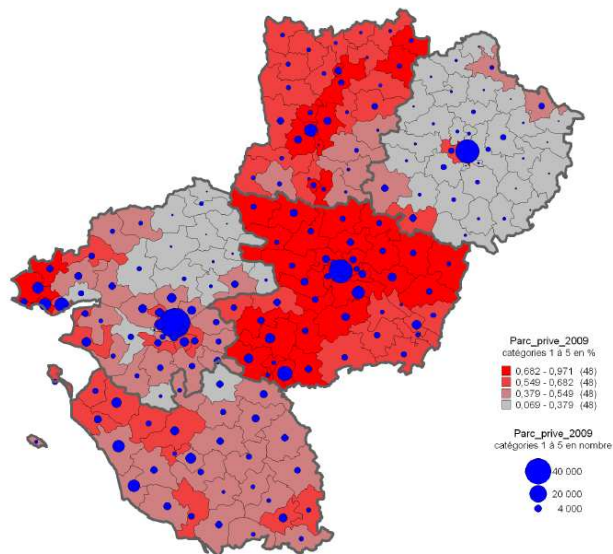 Parc_prive_2009
catégories 1 à 5 en %
0,682 - 0,971 (48)
0,549 - 0,682 (48)
0,379 - 0,549 (48)
0,069 - 0,379 (48)
Parc_prive_2009
catégories 1 à 5 en nombre
40 000
20 000
4 000